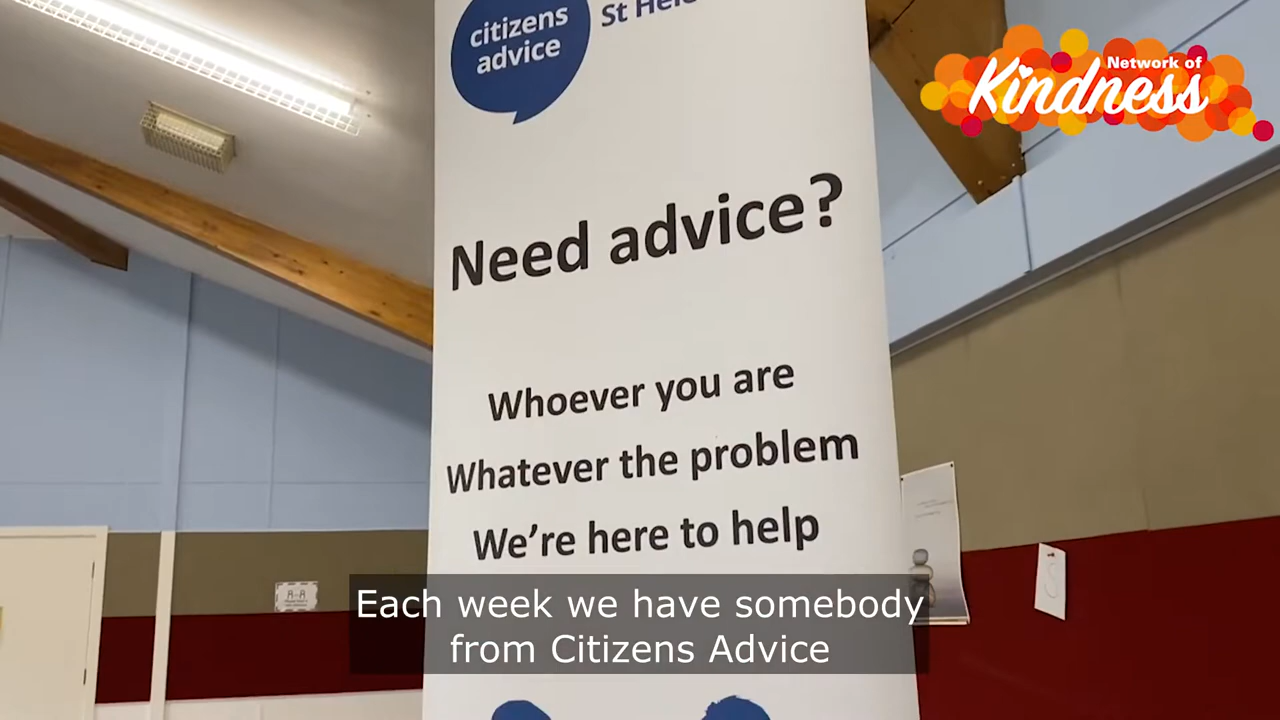 citizens
advice
Network of
Kindness
Need advice?
Whoever you are
Whatever the problem
We're here to help
Each week we have somebody
from Citizens Advice